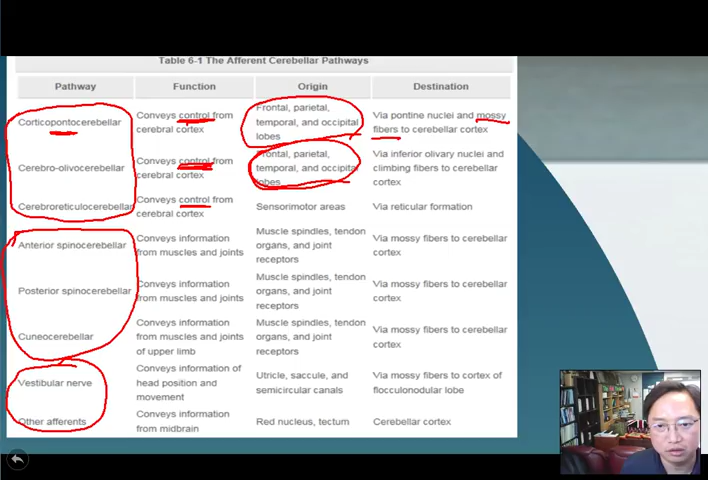 Table 6-1 The Afferent Cerebellar Pathways
Pathway Function Origin Destination
Corticopontocerebellar
Conveys control from
cerebral cortex
Frontal, parietal,
temporal, and occipital
lobes
Via pontine nuclei and mossy
fibers to cerebellar cortex
Cerebro-olivocerebellar
Conveys control from
cerebral cortex
Frontal, parietal,
temporal, and occipital
lobes
Via inferior olivary nuclei and
climbing fibers to cerebellar
cortex
Cerebroreticulocerebellar
Conveys control from
cerebral cortex
Sensorimotor areas
Via reticular formation
Anterior spinocerebellar
Conveys information
from muscles and joints
Muscle spindles, tendon
organs, and joint
receptors
Via mossy fibers to cerebellar
cortex
Posterior spinocerebellar
Conveys information
from muscles and joints
Muscle spindles, tendon
organs, and joint
receptors
Via mossy fibers to cerebellar
cortex
Cuneocerebellar
Conveys information
from muscles and joints
of upper limb
Muscle spindles, tendon
organs, and joint
receptors
Via mossy fibers to cerebellar
cortex
Vestibular nerve
Conveys information of
head position and
movement
Utricle, saccule, and
semicircular canals
Via mossy fibers to cortex of
flocculonodular lobe
Other afferents
Conveys information
from midbrain
Red nucleus, tectum
Cerebellar cortex